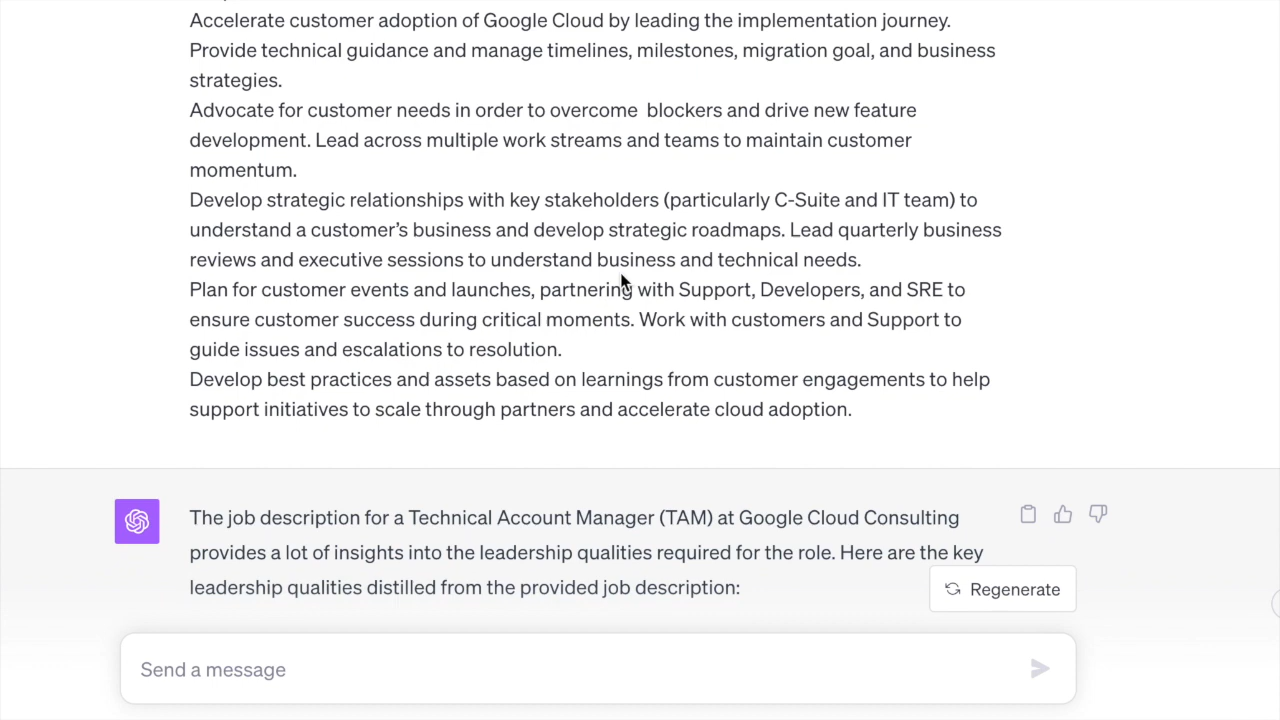 Accelerate customer adoption of Google Cloud by leading the implementation journey.
Provide technical guidance and manage timelines, milestones, migration goal, and business
strategies.
Advocate for customer needs in order to overcome  blockers and drive new feature
development. Lead across multiple work streams and teams to maintain customer
momentum.
Develop strategic relationships with key stakeholders (particularly C-Suite and IT team) to
understand a customer’s business and develop strategic roadmaps. Lead quarterly business
reviews and executive sessions to understand business and technical needs.
Plan for customer events and launches, partnering with Support, Developers, and SRE to
ensure customer success during critical moments. Work with customers and Support to
guide issues and escalations to resolution.
Develop best practices and assets based on learnings from customer engagements to help
support initiatives to scale through partners and accelerate cloud adoption.
The job description for a Technical Account Manager (TAM) at Google Cloud Consulting
provides a lot of insights into the leadership qualities required for the role. Here are the key
leadership qualities distilled from the provided job description:
Regenerate
Send a message